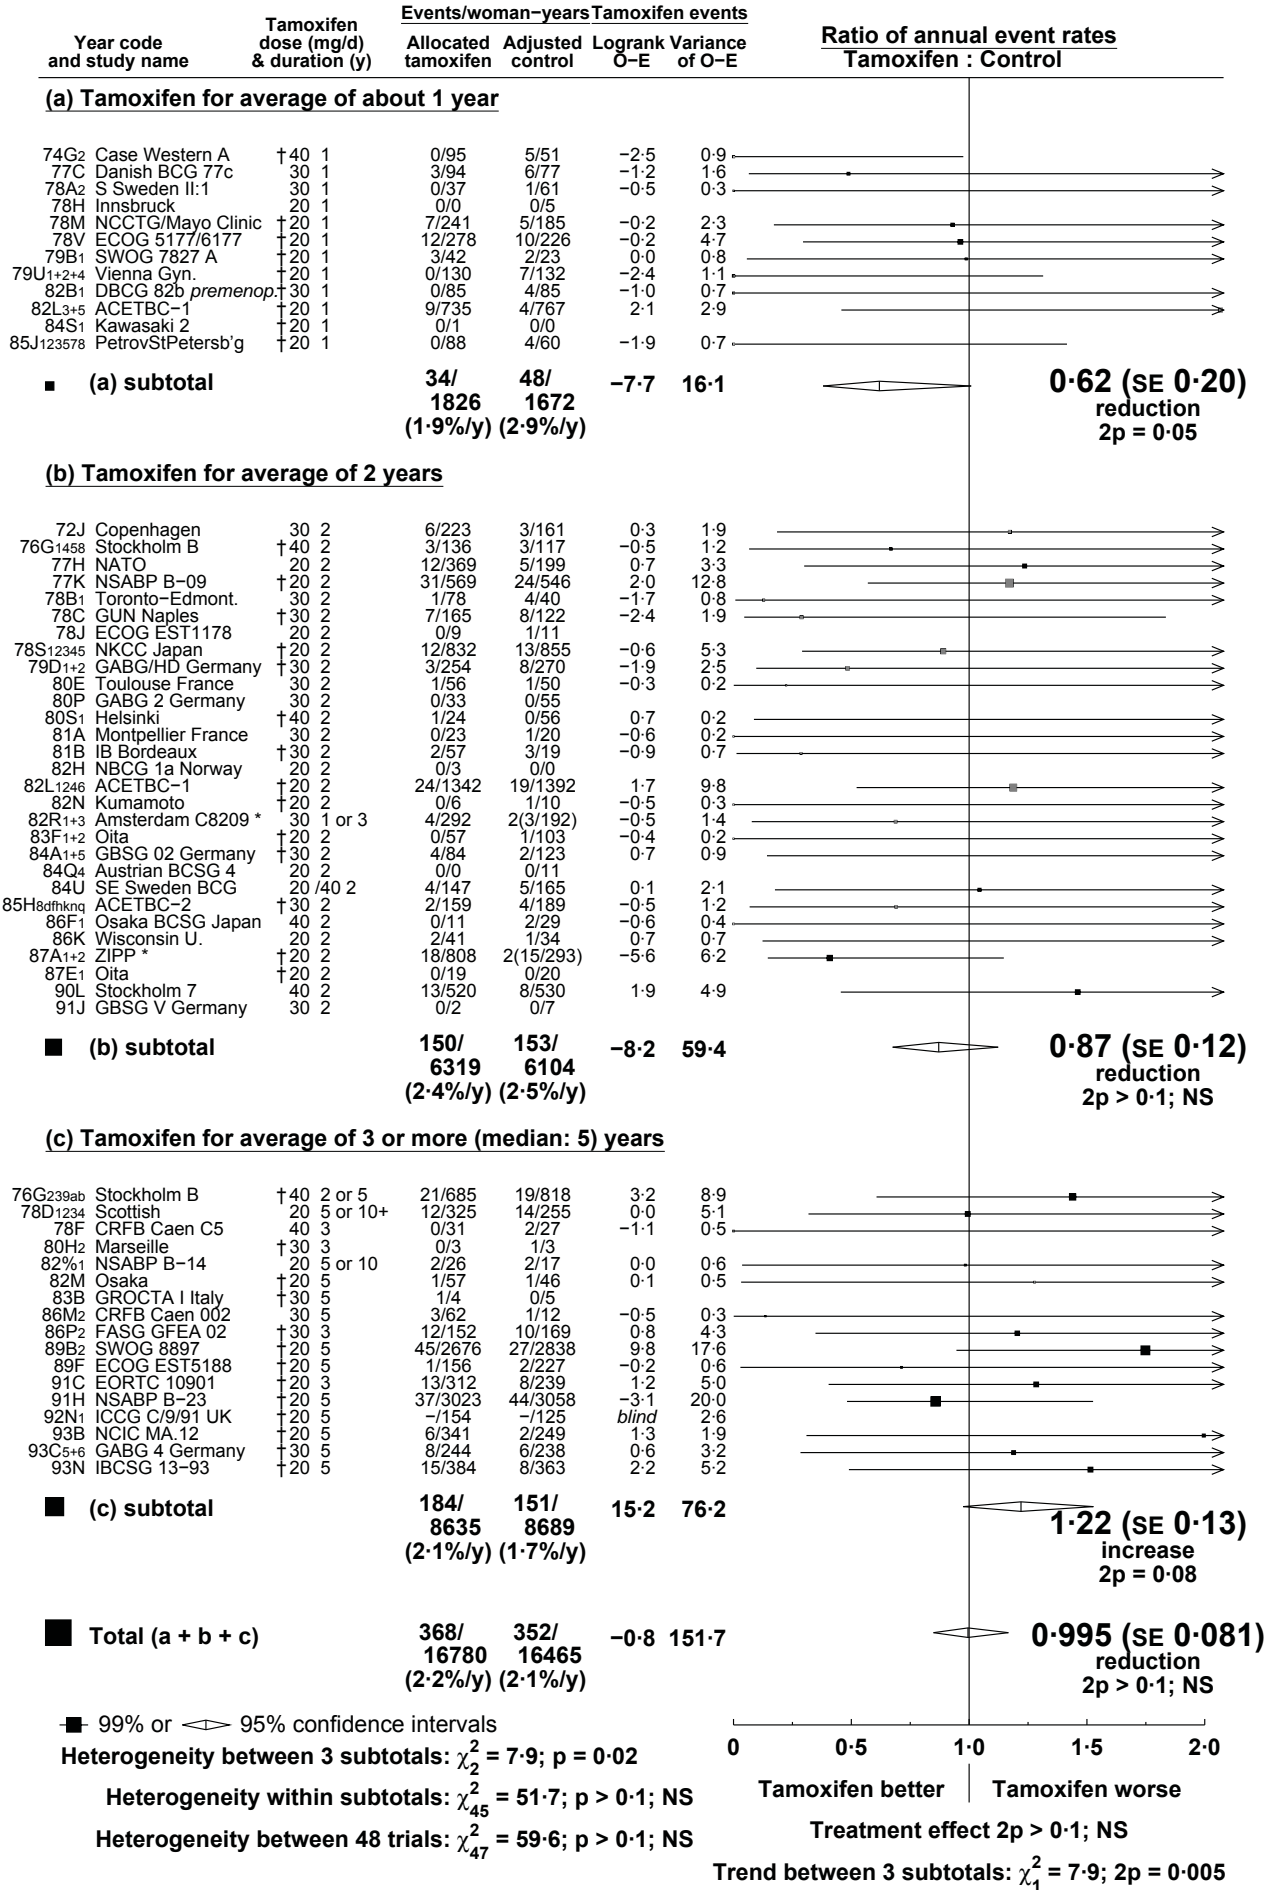 Events/woman−years Tamoxifen events
Year code and study name
Tamoxifen dose (mg/d) & duration (y)
Allocated tamoxifen
Adjusted control
Logrank O−E
Variance of O−E
Ratio of annual event rates
Tamoxifen : Control
(a) Tamoxifen for average of about 1 year
74G2 Case Western A †40 1 0/95 5/51 −2·5 0·9
77C Danish BCG 77c 30 1 3/94 6/77 −1·2 1·6
78A2 S Sweden II:1 30 1 0/37 1/61 −0·5 0·3
78H Innsbruck 20 1 0/0 0/5
78M NCCTG/Mayo Clinic †20 1 7/241 5/185 −0·2 2·3
78V ECOG 5177/6177 †20 1 12/278 10/226 −0·2 4·7
79B1 SWOG 7827 A †20 1 3/42 2/23 0·0 0·8
79U1+2+4 Vienna Gyn. †20 1 0/130 7/132 −2·4 1·1
82B1 DBCG 82b premenop.†30 1 0/85 4/85 −1·0 0·7
82L3+5 ACETBC−1 †20 1 9/735 4/767 2·1 2·9
84S1 Kawasaki 2 †20 1 0/1 0/0
85J123578 PetrovStPetersb'g †20 1 0/88 4/60 −1·9 0·7
(a) subtotal 34/ 48/ −7·7 16·1 0·62 (SE 0·20)
1826 1672 reduction
(1·9%/y) (2·9%/y) 2p = 0·05
(b) Tamoxifen for average of 2 years
72J Copenhagen 30 2 6/223 3/161 0·3 1·9
76G1458 Stockholm B †40 2 3/136 3/117 −0·5 1·2
77H NATO 20 2 12/369 5/199 0·7 3·3
77K NSABP B−09 †20 2 31/569 24/546 2·0 12·8
78B1 Toronto−Edmont. 30 2 1/78 4/40 −1·7 0·8
78C GUN Naples †30 2 7/165 8/122 −2·4 1·9
78J ECOG EST1178 20 2 0/9 1/11
78S12345 NKCC Japan †20 2 12/832 13/855 −0·6 5·3
79D1+2 GABG/HD Germany †30 2 3/254 8/270 −1·9 2·5
80E Toulouse France 30 2 1/56 1/50 −0·3 0·2
80P GABG 2 Germany 30 2 0/33 0/55
80S1 Helsinki †40 2 1/24 0/56 0·7 0·2
81A Montpellier France 30 2 0/23 1/20 −0·6 0·2
81B IB Bordeaux †30 2 2/57 3/19 −0·9 0·7
82H NBCG 1a Norway 20 2 0/3 0/0
82L1246 ACETBC−1 †20 2 24/1342 19/1392 1·7 9·8
82N Kumamoto †20 2 0/6 1/10 −0·5 0·3
82R1+3 Amsterdam C8209 * 30 1 or 3 4/292 2(3/192) −0·5 1·4
83F1+2 Oita †20 2 0/57 1/103 −0·4 0·2
84A1+5 GBSG 02 Germany †30 2 4/84 2/123 0·7 0·9
84Q4 Austrian BCSG 4 20 2 0/0 0/11
84U SE Sweden BCG 20 /40 2 4/147 5/165 0·1 2·1
85H8dfhknq ACETBC−2 †30 2 2/159 4/189 −0·5 1·2
86F1 Osaka BCSG Japan 40 2 0/11 2/29 −0·6 0·4
86K Wisconsin U. 20 2 2/41 1/34 0·7 0·7
87A1+2 ZIPP * †20 2 18/808 2(15/293) −5·6 6·2
87E1 Oita †20 2 0/19 0/20
90L Stockholm 7 40 2 13/520 8/530 1·9 4·9
91J GBSG V Germany 30 2 0/2 0/7
(b) subtotal 150/ 153/ −8·2 59·4 0·87 (SE 0·12)
6319 6104 reduction
(2·4%/y) (2·5%/y) 2p > 0·1; NS
(c) Tamoxifen for average of 3 or more (median: 5) years
76G239ab Stockholm B †40 2 or 5 21/685 19/818 3·2 8·9
78D1234 Scottish 20 5 or 10+ 12/325 14/255 0·0 5·1
78F CRFB Caen C5 40 3 0/31 2/27 −1·1 0·5
80H2 Marseille †30 3 0/3 1/3
82%1 NSABP B−14 20 5 or 10 2/26 2/17 0·0 0·6
82M Osaka †20 5 1/57 1/46 0·1 0·5
83B GROCTA I Italy †30 5 1/4 0/5
86M2 CRFB Caen 002 30 5 3/62 1/12 −0·5 0·3
86P2 FASG GFEA 02 †30 3 12/152 10/169 0·8 4·3
89B2 SWOG 8897 †20 5 45/2676 27/2838 9·8 17·6
89F ECOG EST5188 †20 5 1/156 2/227 −0·2 0·6
91C EORTC 10901 †20 3 13/312 8/239 1·2 5·0
91H NSABP B−23 †20 5 37/3023 44/3058 −3·1 20·0
92N1 ICCG C/9/91 UK †20 5 −/154 −/125 blind 2·6
93B NCIC MA.12 †20 5 6/341 2/249 1·3 1·9
93C5+6 GABG 4 Germany †30 5 8/244 6/238 0·6 3·2
93N IBCSG 13−93 †20 5 15/384 8/363 2·2 5·2
(c) subtotal 184/ 151/ 15·2 76·2 1·22 (SE 0·13)
8635 8689 increase
(2·1%/y) (1·7%/y) 2p = 0·08
Total (a + b + c) 368/ 352/ −0·8 151·7 0·995 (SE 0·081)
16780 16465 reduction
(2·2%/y) (2·1%/y) 2p > 0·1; NS
99% or 95% confidence intervals
0 0·5 1·0 1·5 2·0
Heterogeneity between 3 subtotals: χ²₂ = 7·9; p = 0·02
Tamoxifen better Tamoxifen worse
Heterogeneity within subtotals: χ²₄₅ = 51·7; p > 0·1; NS
Treatment effect 2p > 0·1; NS
Heterogeneity between 48 trials: χ²₄₇ = 59·6; p > 0·1; NS
Trend between 3 subtotals: χ²₁ = 7·9; 2p = 0·005